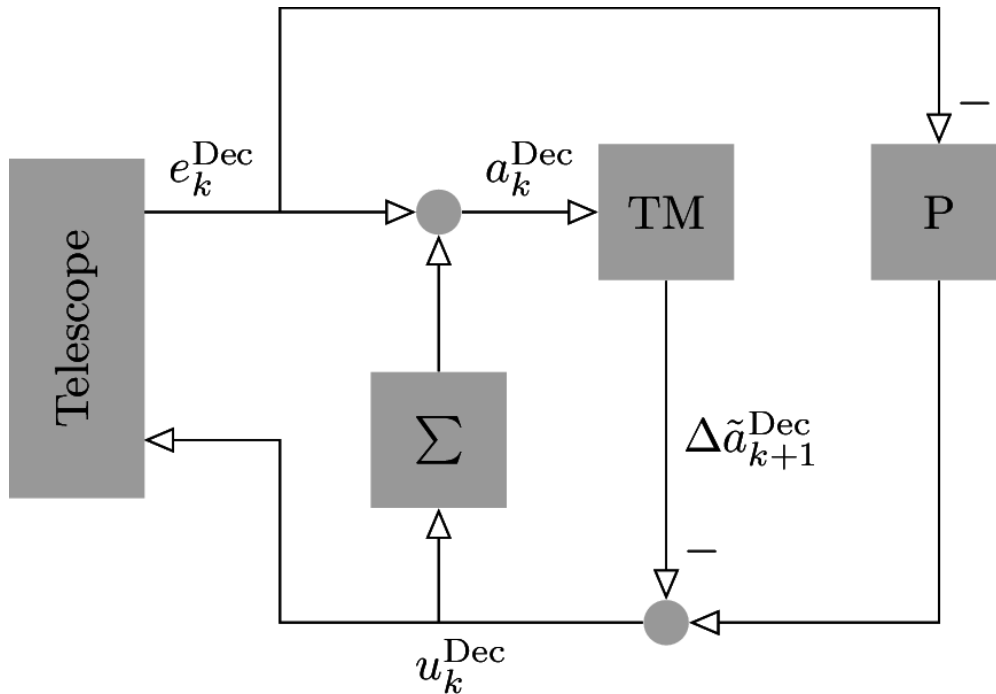 −
e_k^Dec
a_k^Dec
TM
P
Telescope
∑
Δã_{k+1}^Dec
−
u_k^Dec